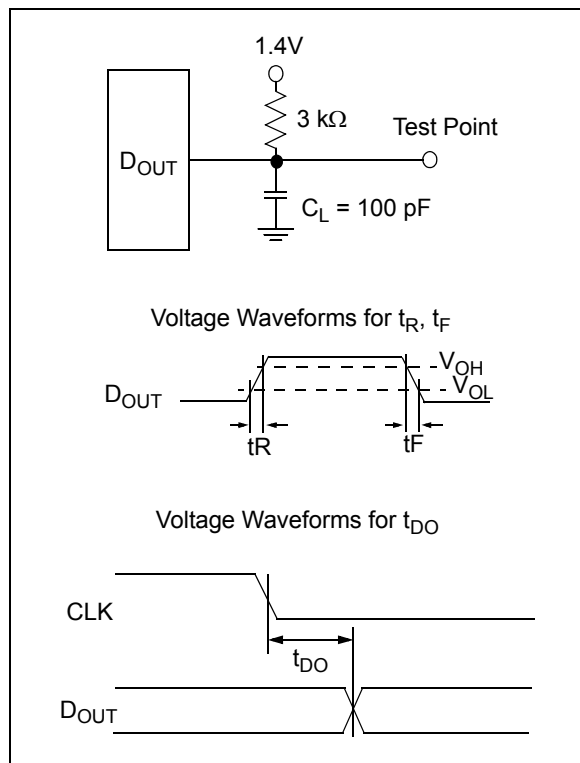 1.4V
3 kΩ
Test Point
DOUT
CL = 100 pF
Voltage Waveforms for tR, tF
VOH
VOL
DOUT
tR
tF
Voltage Waveforms for tDO
CLK
tDO
DOUT